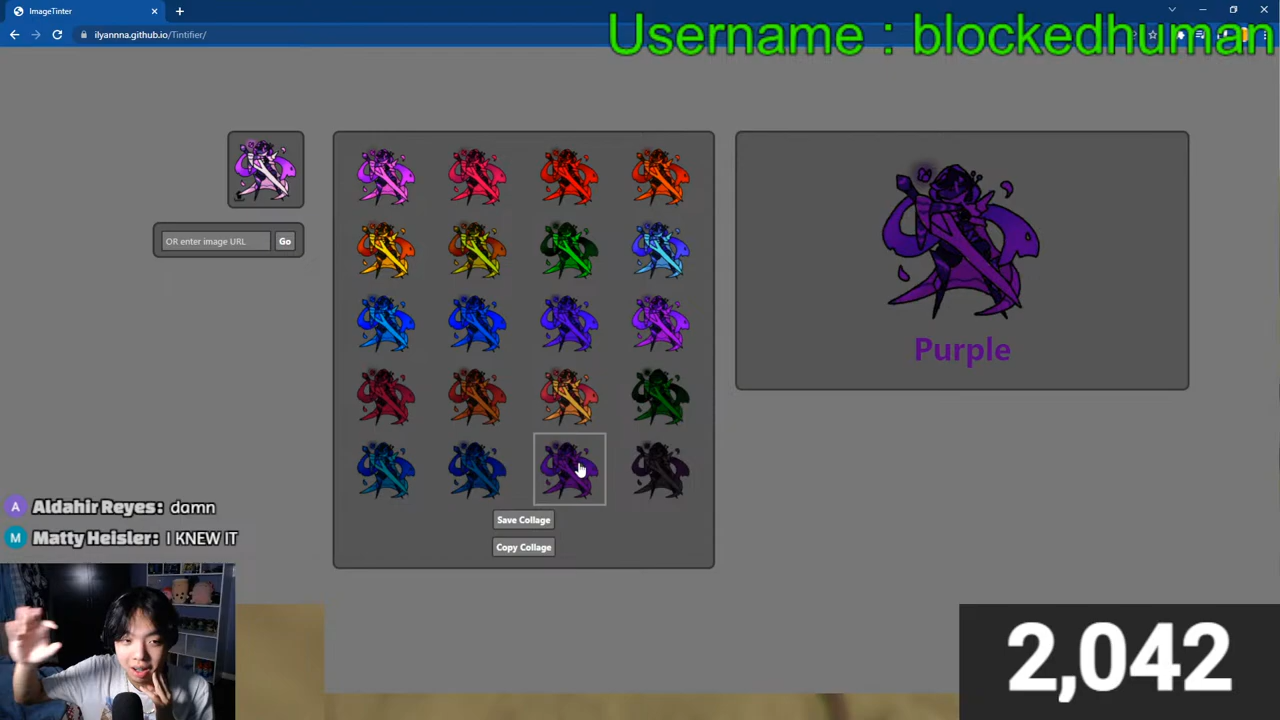 ImageTinter
ilyannna.github.io/Tintifier/
Username : blockedhuman
OR enter image URL
Go
Purple
Save Collage
Copy Collage
A
Aldahir Reyes: damn
M
Matty Heisler: I KNEW IT
2,042